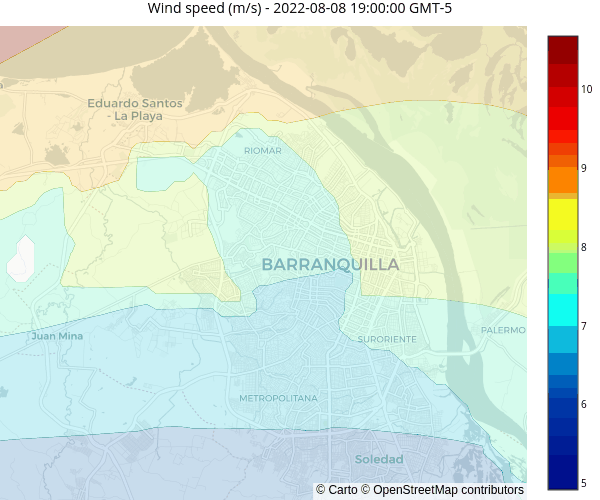 Wind speed (m/s) - 2022-08-08 19:00:00 GMT-5
Eduardo Santos
- La Playa
RIOMAR
BARRANQUILLA
Juan Mina
SURORIENTE
PALERMO
METROPOLITANA
Soledad
© Carto © OpenStreetMap contributors
10
9
8
7
6
5